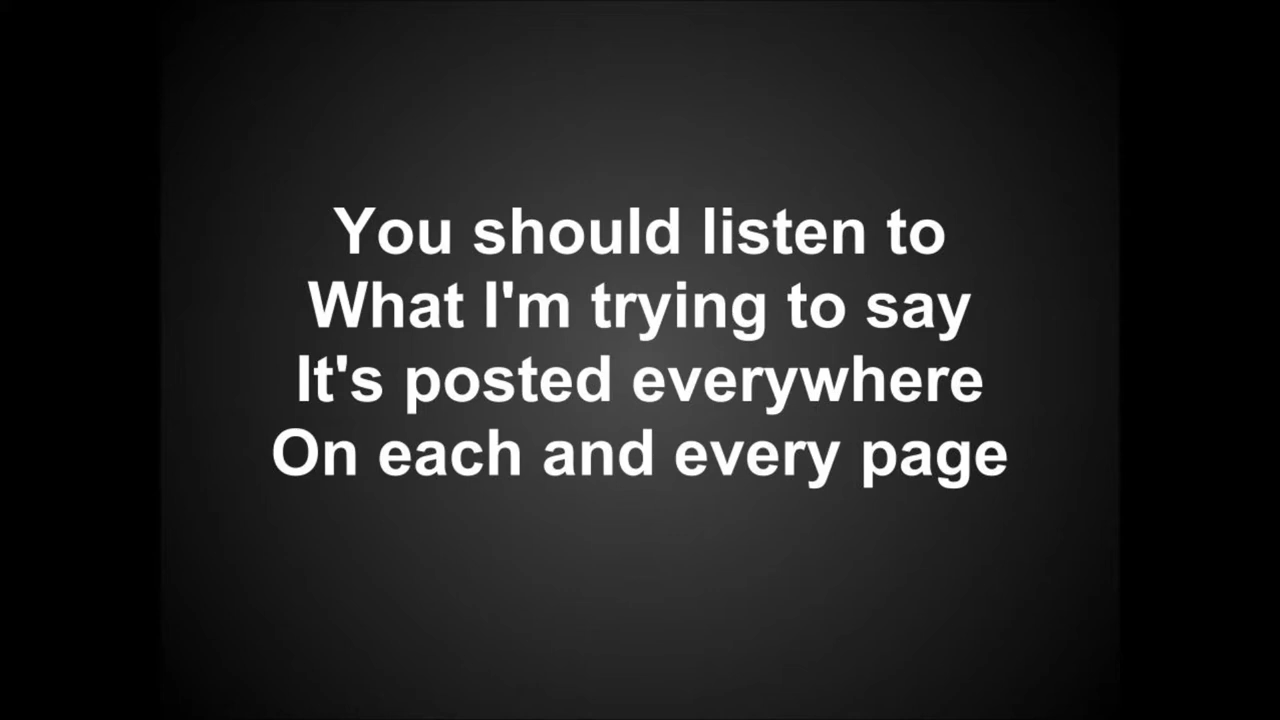 You should listen to
What I'm trying to say
It's posted everywhere
On each and every page